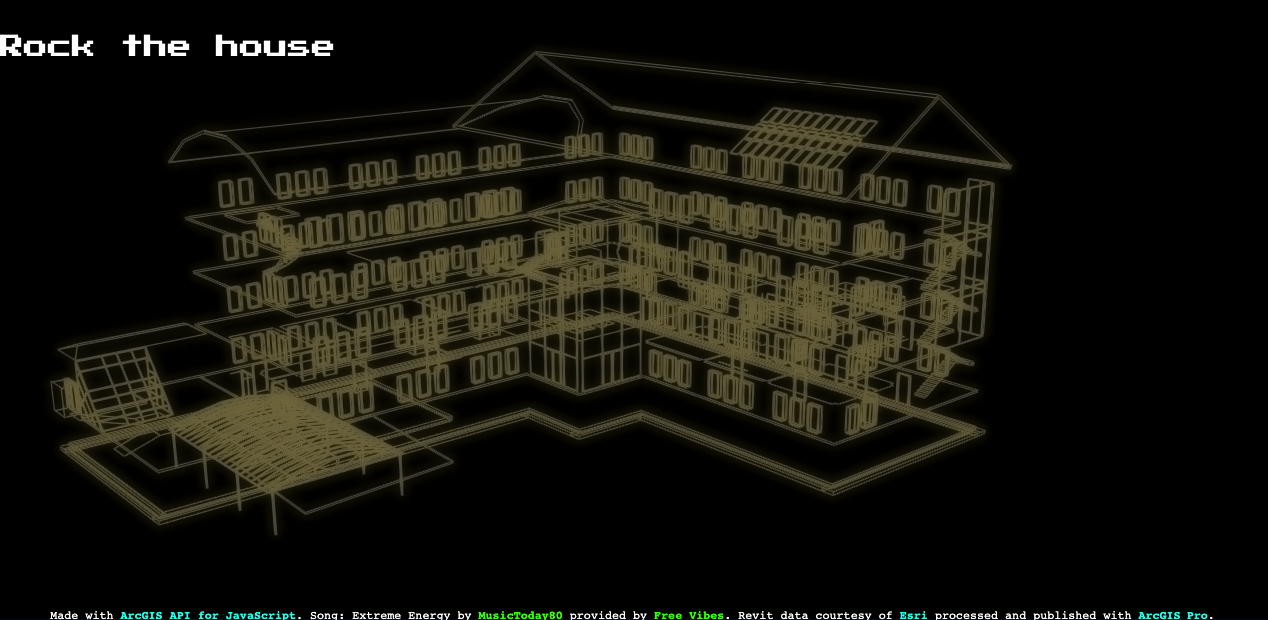 Rock the house
Made with ArcGIS API for JavaScript. Song: Extreme Energy by MusicToday80 provided by Free Vibes. Revit data courtesy of Esri processed and published with ArcGIS Pro.